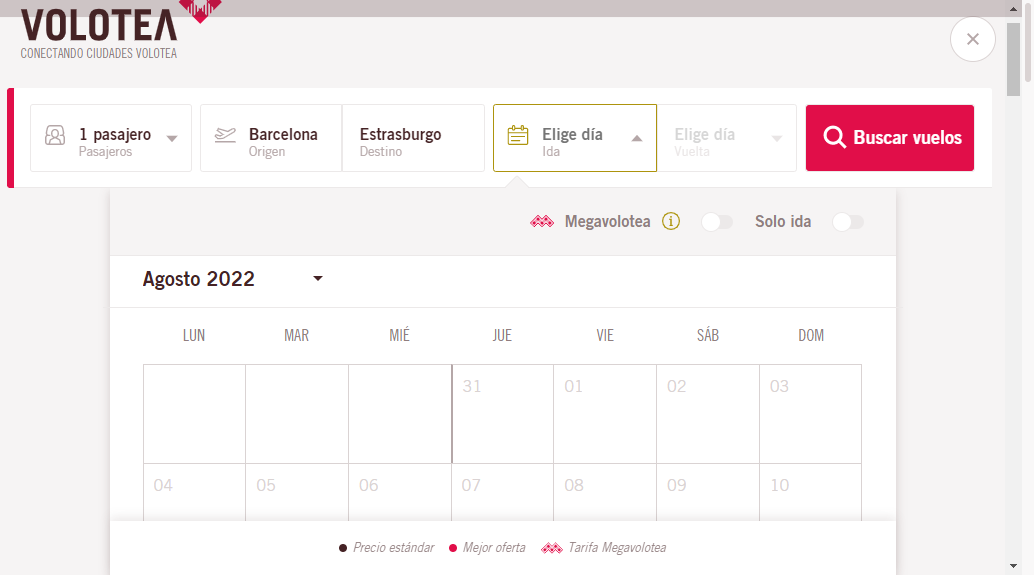 VOLOTEA
CONECTANDO CIUDADES VOLOTEA
1 pasajero
Pasajeros
Barcelona
Origen
Estrasburgo
Destino
Elige día
Ida
Elige día
Vuelta
Buscar vuelos
Megavolotea i Solo ida
Agosto 2022
LUN MAR MIÉ JUE VIE SÁB DOM
31 01 02 03
04 05 06 07 08 09 10
Precio estándar Mejor oferta Tarifa Megavolotea